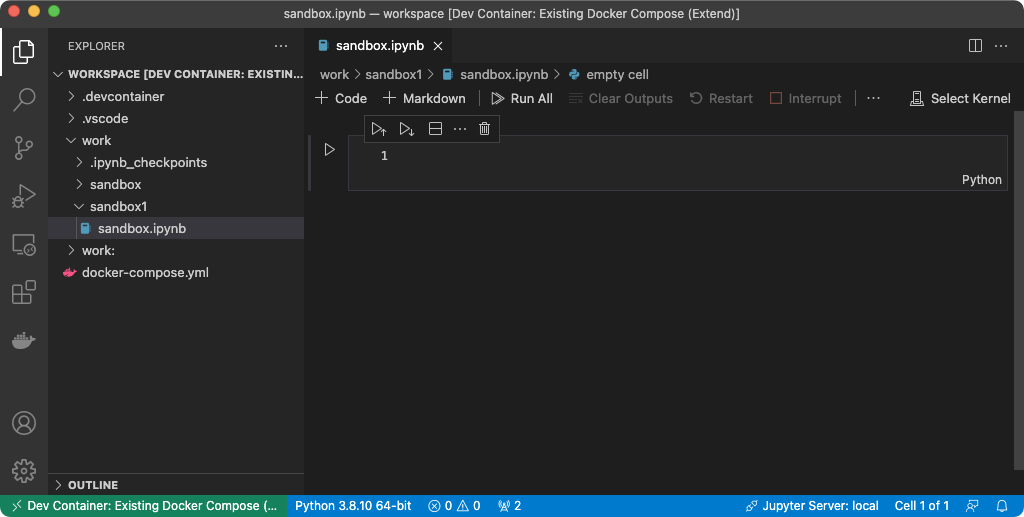 sandbox.ipynb — workspace [Dev Container: Existing Docker Compose (Extend)]
EXPLORER
WORKSPACE [DEV CONTAINER: EXISTIN...
.devcontainer
.vscode
work
.ipynb_checkpoints
sandbox
sandbox1
sandbox.ipynb
work:
docker-compose.yml
OUTLINE
sandbox.ipynb
work > sandbox1 > sandbox.ipynb > empty cell
+ Code + Markdown Run All Clear Outputs Restart Interrupt ... Select Kernel
1
Python
Dev Container: Existing Docker Compose (... Python 3.8.10 64-bit 0 0 2 Jupyter Server: local Cell 1 of 1